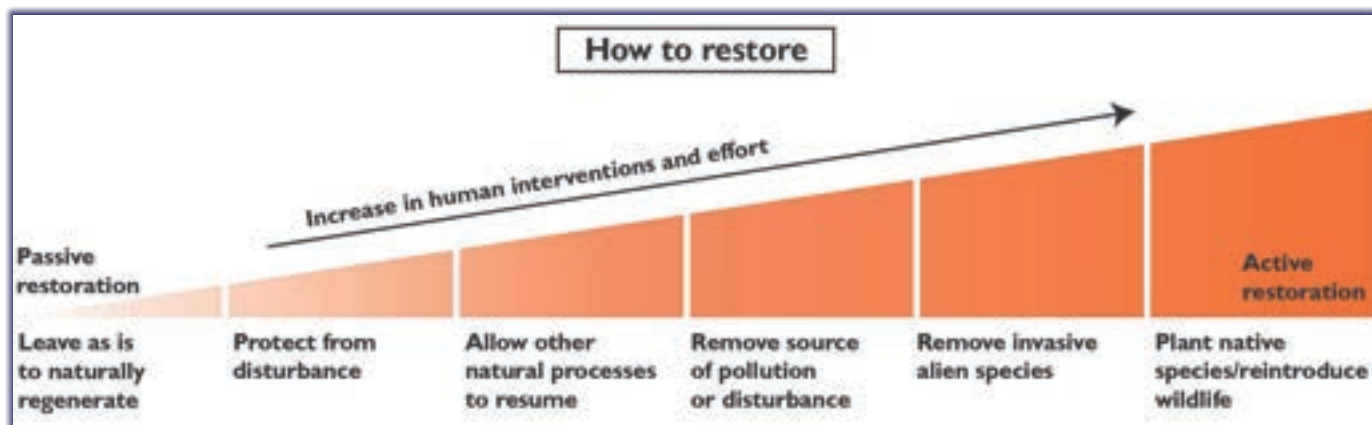 How to restore
Increase in human interventions and effort
Passive
restoration
Active
restoration
Leave as is
to naturally
regenerate
Protect from
disturbance
Allow other
natural processes
to resume
Remove source
of pollution
or disturbance
Remove invasive
alien species
Plant native
species/reintroduce
wildlife